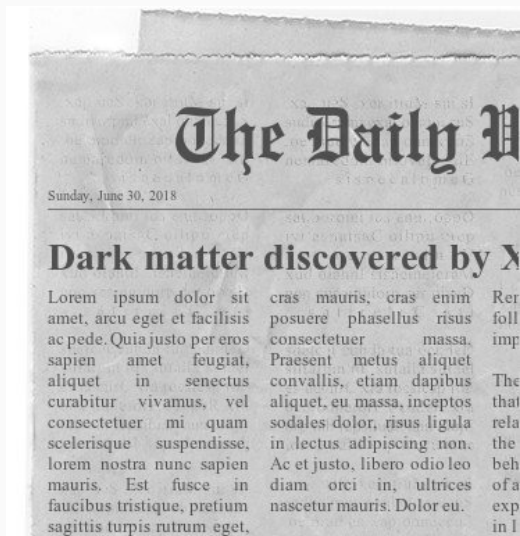 The Daily
Sunday, June 30, 2018
Dark matter discovered by X
Lorem ipsum dolor sit
amet, arcu eget et facilisis
ac pede. Quia justo per eros
sapien amet feugiat,
aliquet in senectus
curabitur vivamus, vel
consectetuer mi quam
scelerisque suspendisse,
lorem nostra nunc sapien
mauris. Est fusce in
faucibus tristique, pretium
sagittis turpis rutrum eget,
cras mauris, cras enim
posuere phasellus risus
consectetuer massa.
Praesent metus aliquet
convallis, etiam dapibus
aliquet, eu massa, inceptos
sodales dolor, risus ligula
in lectus adipiscing non.
Ac et justo, libero odio leo
diam orci in, ultrices
nascetur mauris. Dolor eu.
The
that
the